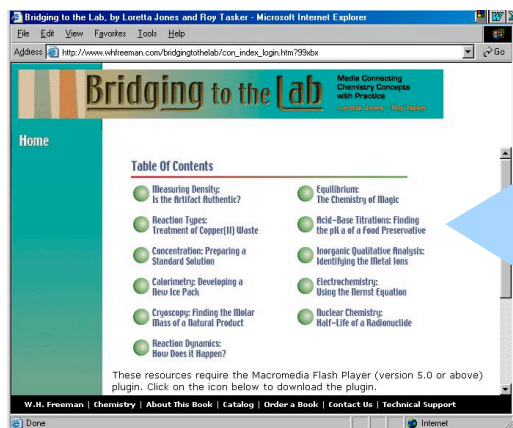 Bridging to the Lab, by Loretta Jones and Roy Tasker - Microsoft Internet Explorer
File Edit View Favorites Tools Help
Address http://www.whfreeman.com/bridgingtothelab/con_index_login.htm?99xbx Go
Bridging to the Lab
Media Connecting
Chemistry Concepts
with Practice
Loretta Jones - Roy Tasker
Home
Table Of Contents
Measuring Density:
Is the Artifact Authentic?
Reaction Types:
Treatment of Copper(II) Waste
Concentration: Preparing a
Standard Solution
Calorimetry: Developing a
New Ice Pack
Cryoscopy: Finding the Molar
Mass of a Natural Product
Reaction Dynamics:
How Does it Happen?
Equilibrium:
The Chemistry of Magic
Acid-Base Titrations: Finding
the pK a of a Food Preservative
Inorganic Qualitative Analysis:
Identifying the Metal Ions
Electrochemistry:
Using the Nernst Equation
Nuclear Chemistry:
Half-Life of a Radionuclide
These resources require the Macromedia Flash Player (version 5.0 or above)
plugin. Click on the icon below to download the plugin.
W.H. Freeman | Chemistry | About This Book | Catalog | Order a Book | Contact Us | Technical Support
Done Internet